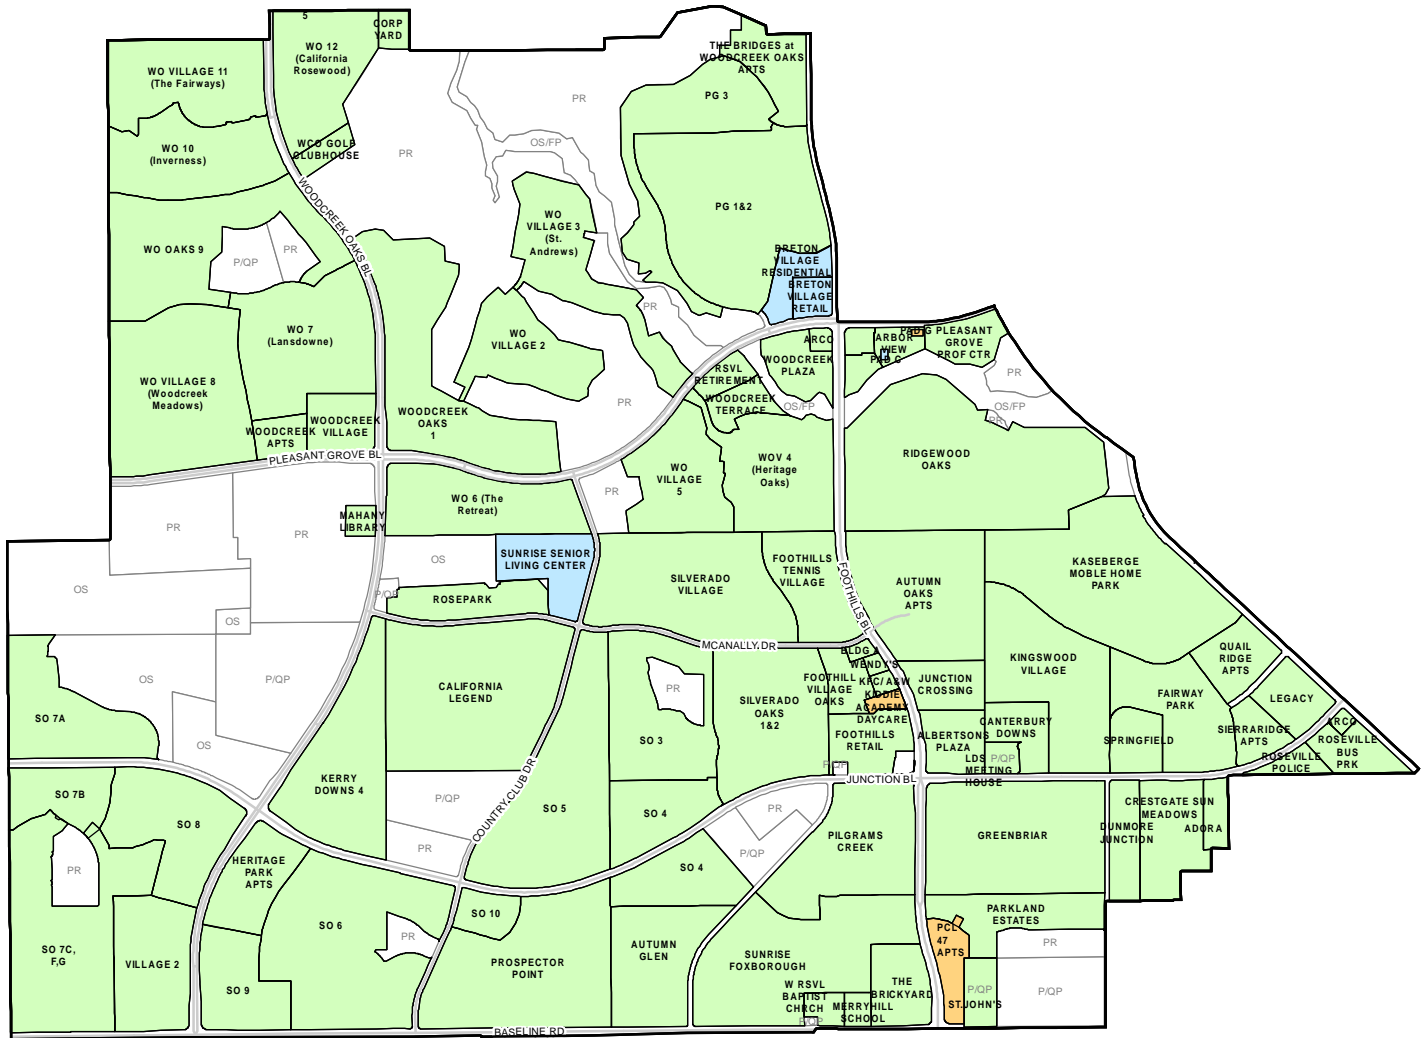 5
CORP
YARD
WO 12
(California
Rosewood)
WO VILLAGE 11
(The Fairways)
THE BRIDGES at
WOODCREEK OAKS
APTS
PG 3
PR
OS/FP
PR
WCO GOLF
CLUBHOUSE
WO 10
(Inverness)
WOODCREEK OAKS BL
PG 1&2
WO
VILLAGE 3
(St.
Andrews)
WO OAKS 9
P/QP
PR
BRETON
VILLAGE
RESIDENTIAL
BRETON
VILLAGE
RETAIL
PR
WO 7
(Lansdowne)
WO
VILLAGE 2
ARCO
WOODCREEK
PLAZA
ARBOR
VIEW
PAD C
PAD G
PLEASANT
GROVE
PROF CTR
PR
RSVL
RETIREMENT
WOODCREEK
TERRACE
OS/FP
OS/FP
PR
WO VILLAGE 8
(Woodcreek
Meadows)
WOODCREEK
APTS
WOODCREEK
VILLAGE
WOODCREEK
OAKS
1
PR
PLEASANT GROVE BL
WO
VILLAGE
5
WOV 4
(Heritage
Oaks)
RIDGEWOOD
OAKS
PR
WO 6 (The
Retreat)
MAHANY
LIBRARY
PR
PR
OS
SUNRISE SENIOR
LIVING CENTER
SILVERADO
VILLAGE
FOOTHILLS
TENNIS
VILLAGE
FOOTHILLS BL
AUTUMN
OAKS
APTS
KASEBERGE
MOBLE HOME
PARK
OS
P/QP
ROSEPARK
OS
MCANALLY DR
QUAIL
RIDGE
APTS
OS
P/QP
CALIFORNIA
LEGEND
PR
SILVERADO
OAKS
1&2
FOOTHILL
VILLAGE
OAKS
BLDG A
WENDY'S
KFC/ A&W
KIDDIE
ACADEMY
DAYCARE
JUNCTION
CROSSING
KINGSWOOD
VILLAGE
FAIRWAY
PARK
LEGACY
SO 7A
OS
SO 3
FOOTHILLS
RETAIL
ALBERTSONS
PLAZA
CANTERBURY
DOWNS
SPRINGFIELD
SIERRARIDGE
APTS
ARCO
ROSEVILLE
BUS
PRK
ROSEVILLE
POLICE
P/QP
LDS
MEETING
HOUSE
P/QP
JUNCTION BL
KERRY
DOWNS 4
P/QP
COUNTRY CLUB DR
SO 7B
SO 8
SO 5
SO 4
PR
PILGRAMS
CREEK
GREENBRIAR
DUNMORE
JUNCTION
CRESTGATE SUN
MEADOWS
ADORA
PR
HERITAGE
PARK
APTS
PR
SO 4
P/QP
SO 6
SO 10
PR
PARKLAND
ESTATES
SO 7C,
F,G
VILLAGE 2
PROSPECTOR
POINT
AUTUMN
GLEN
SUNRISE
FOXBOROUGH
PCL
47
APTS
PR
SO 9
W RSVL
BAPTIST
CHRCH
MERRYHILL
SCHOOL
THE
BRICKYARD
P/QP
ST.JOHN'S
P/QP
P/QP
BASELINE RD